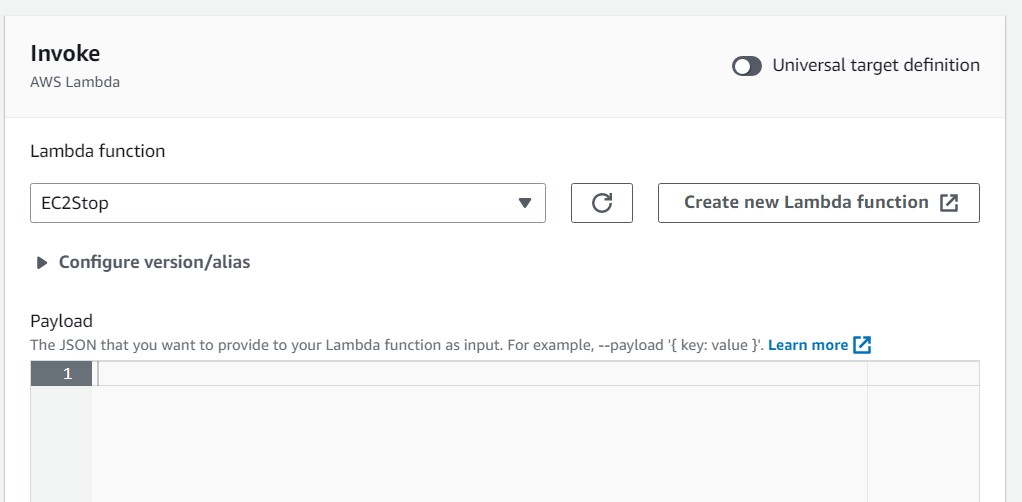 Invoke
AWS Lambda
Universal target definition
Lambda function
EC2Stop
Create new Lambda function
Configure version/alias
Payload
The JSON that you want to provide to your Lambda function as input. For example, --payload '{ key: value }'. Learn more
1